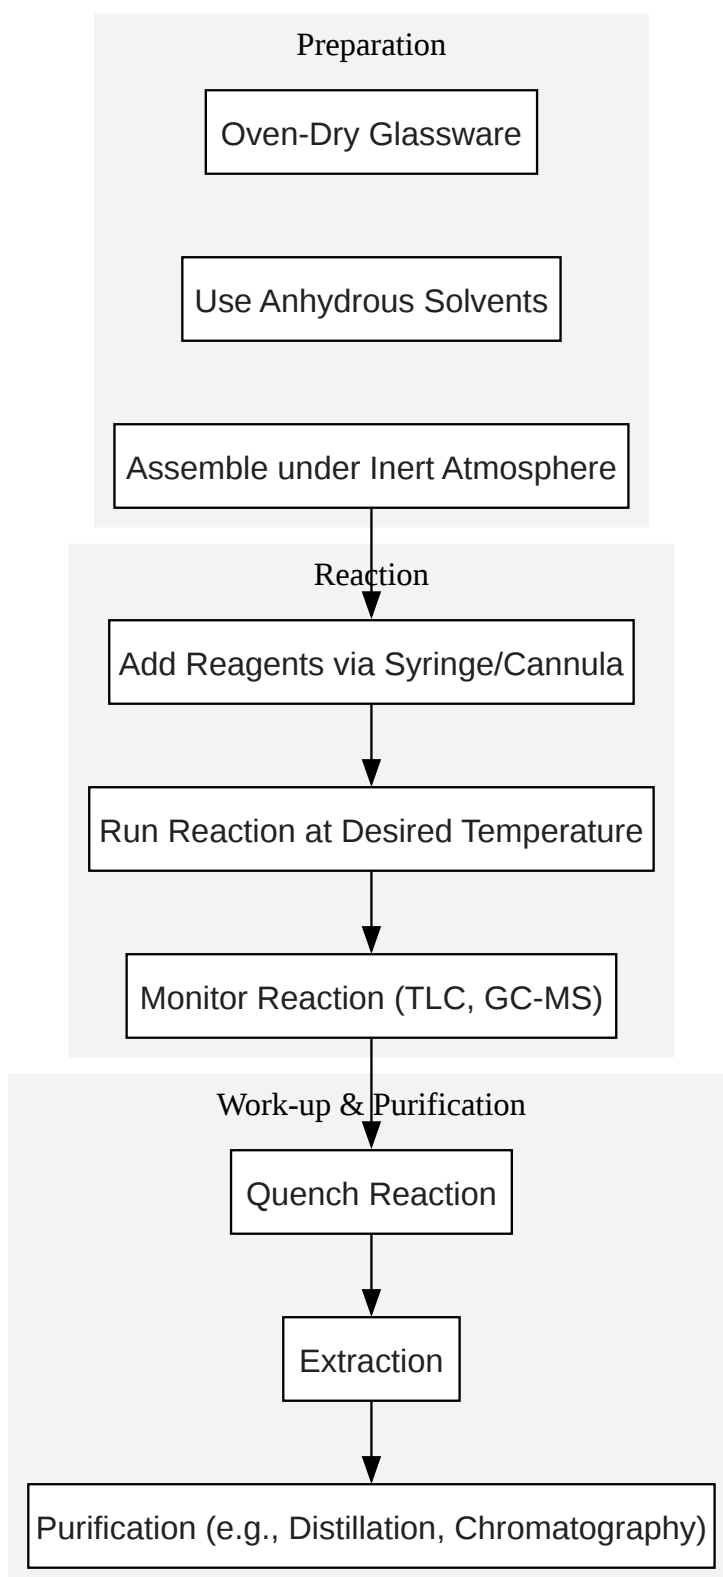 Preparation
Oven-Dry Glassware
Use Anhydrous Solvents
Assemble under Inert Atmosphere
Reaction
Add Reagents via Syringe/Cannula
Run Reaction at Desired Temperature
Monitor Reaction (TLC, GC-MS)
Work-up & Purification
Quench Reaction
Extraction
Purification (e.g., Distillation, Chromatography)